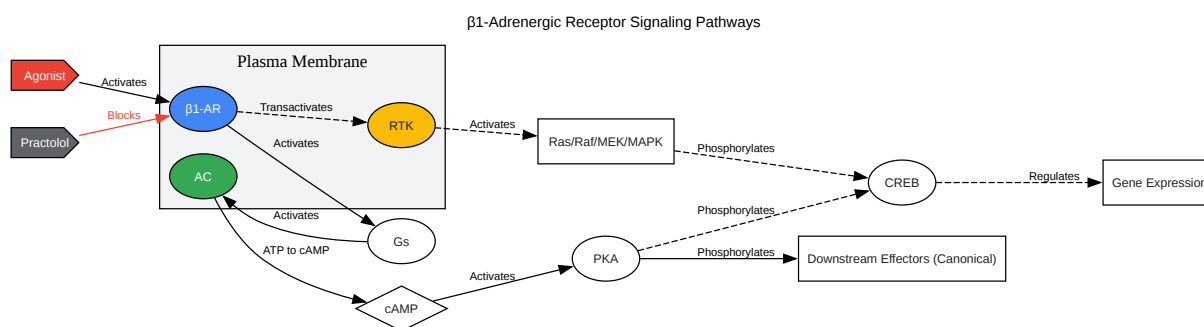 β1-Adrenergic Receptor Signaling Pathways
Plasma Membrane
Agonist
Activates
β1-AR
Transactivates
RTK
Activates
Ras/Raf/MEK/MAPK
Phosphorylates
Blocks
Practolol
Activates
AC
CREB
Regulates
Gene Expression
Activates
Gs
Phosphorylates
ATP to cAMP
PKA
Phosphorylates
Downstream Effectors (Canonical)
Activates
cAMP